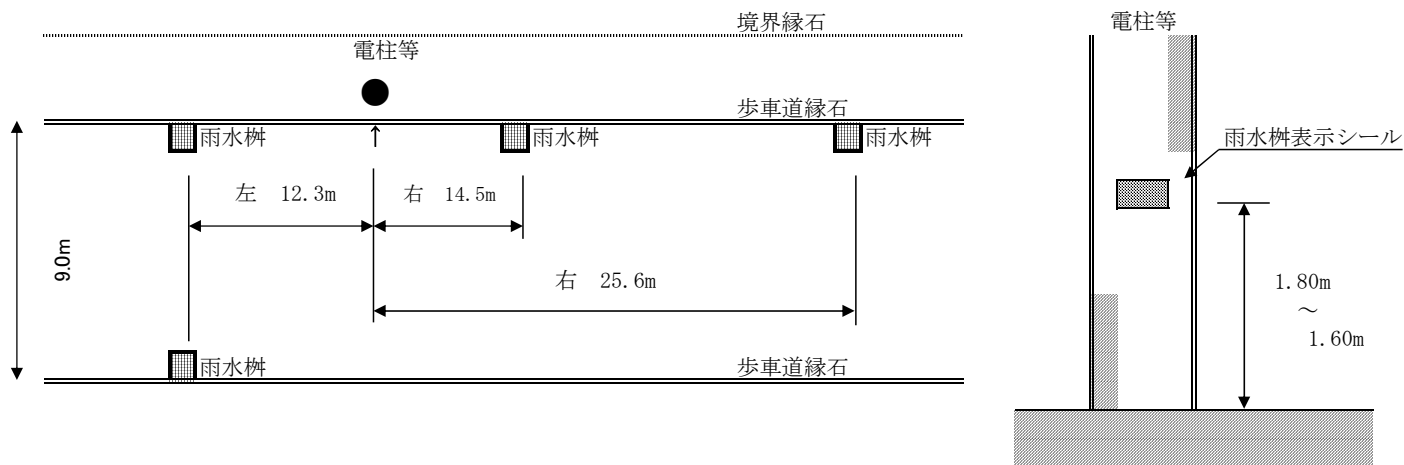 境界縁石
電柱等
歩車道縁石
雨水桝
↑
雨水桝
雨水桝
左　12.3m
右　14.5m
9.0m
右　25.6m
雨水桝
歩車道縁石
電柱等
雨水桝表示シール
1.80m
～
1.60m